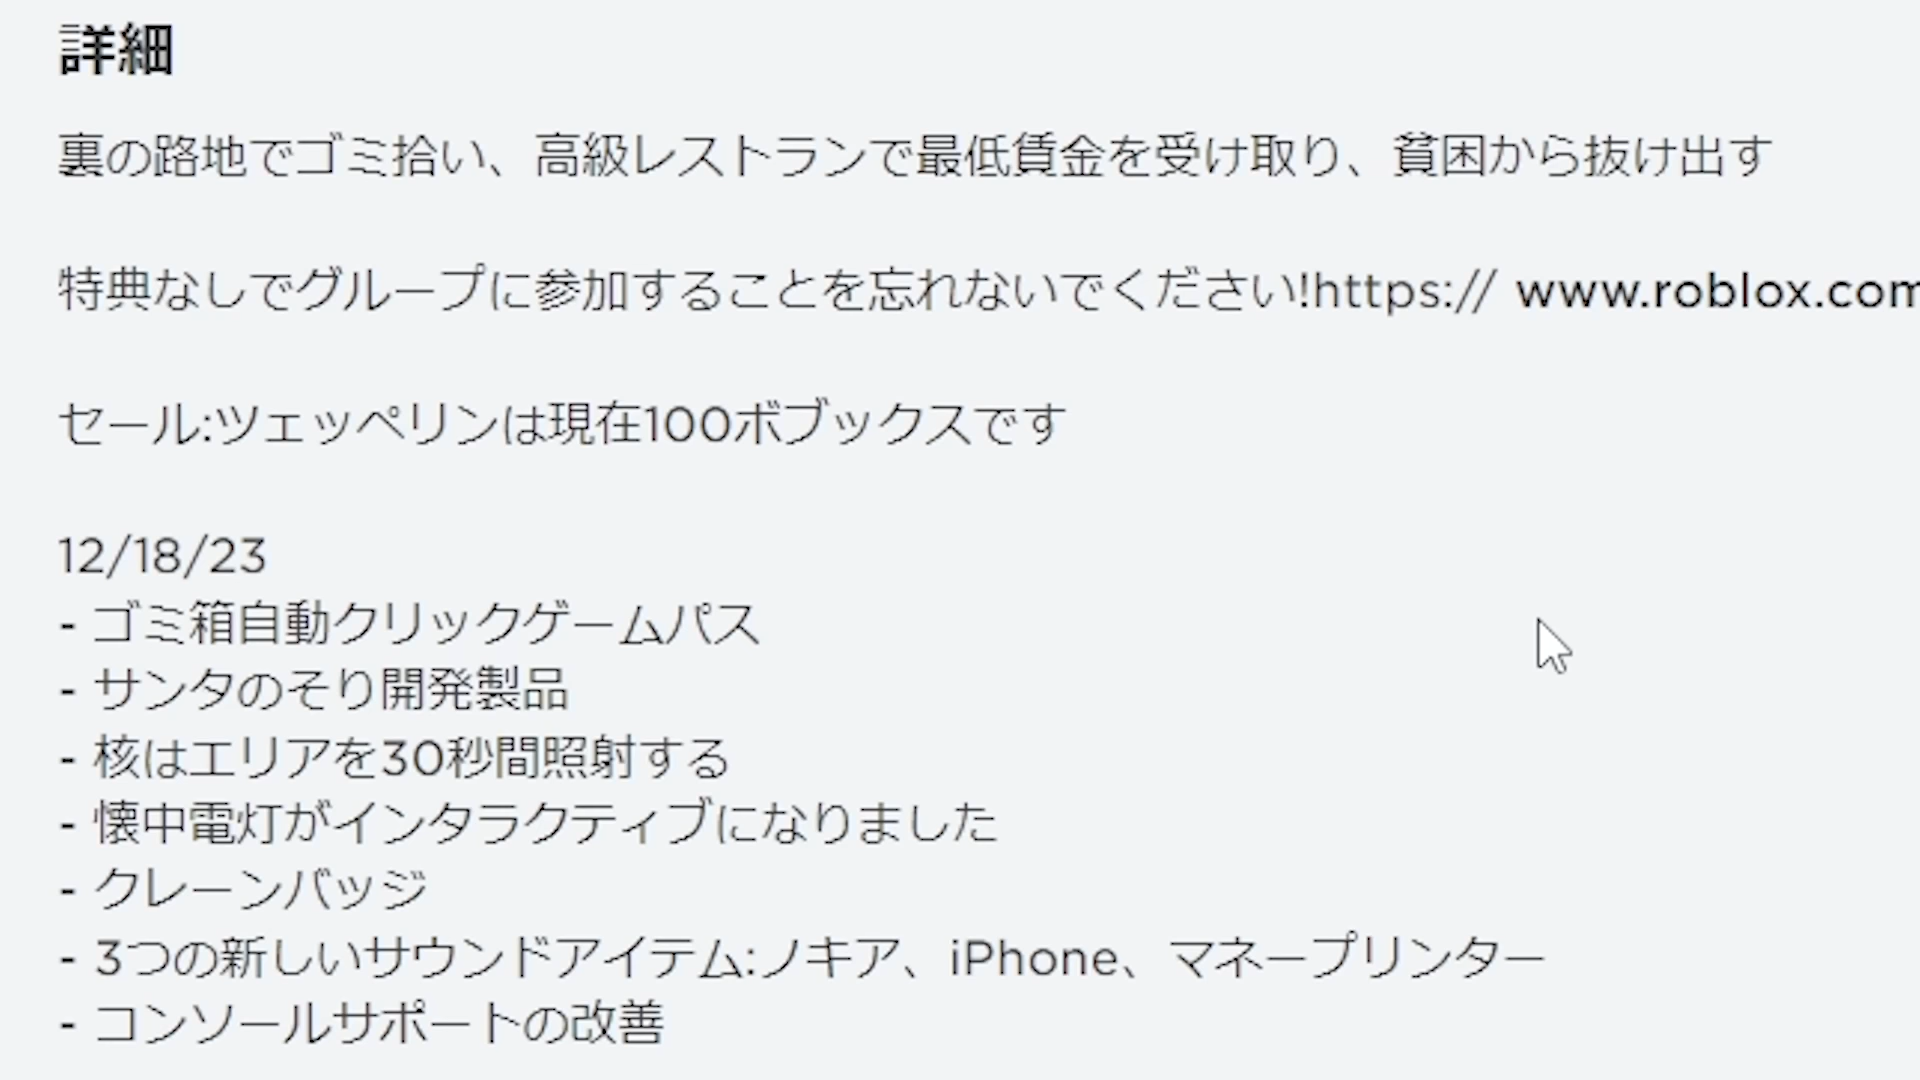 詳細
裏の路地でゴミ拾い、高級レストランで最低賃金を受け取り、貧困から抜け出す
特典なしでグループに参加することを忘れないでください!https:// www.roblox.com
セール:ツェッペリンは現在100ボブックスです
12/18/23
- ゴミ箱自動クリックゲームパス
- サンタのそり開発製品
- 核はエリアを30秒間照射する
- 懐中電灯がインタラクティブになりました
- クレーンバッジ
- 3つの新しいサウンドアイテム:ノキア、iPhone、マネープリンター
- コンソールサポートの改善